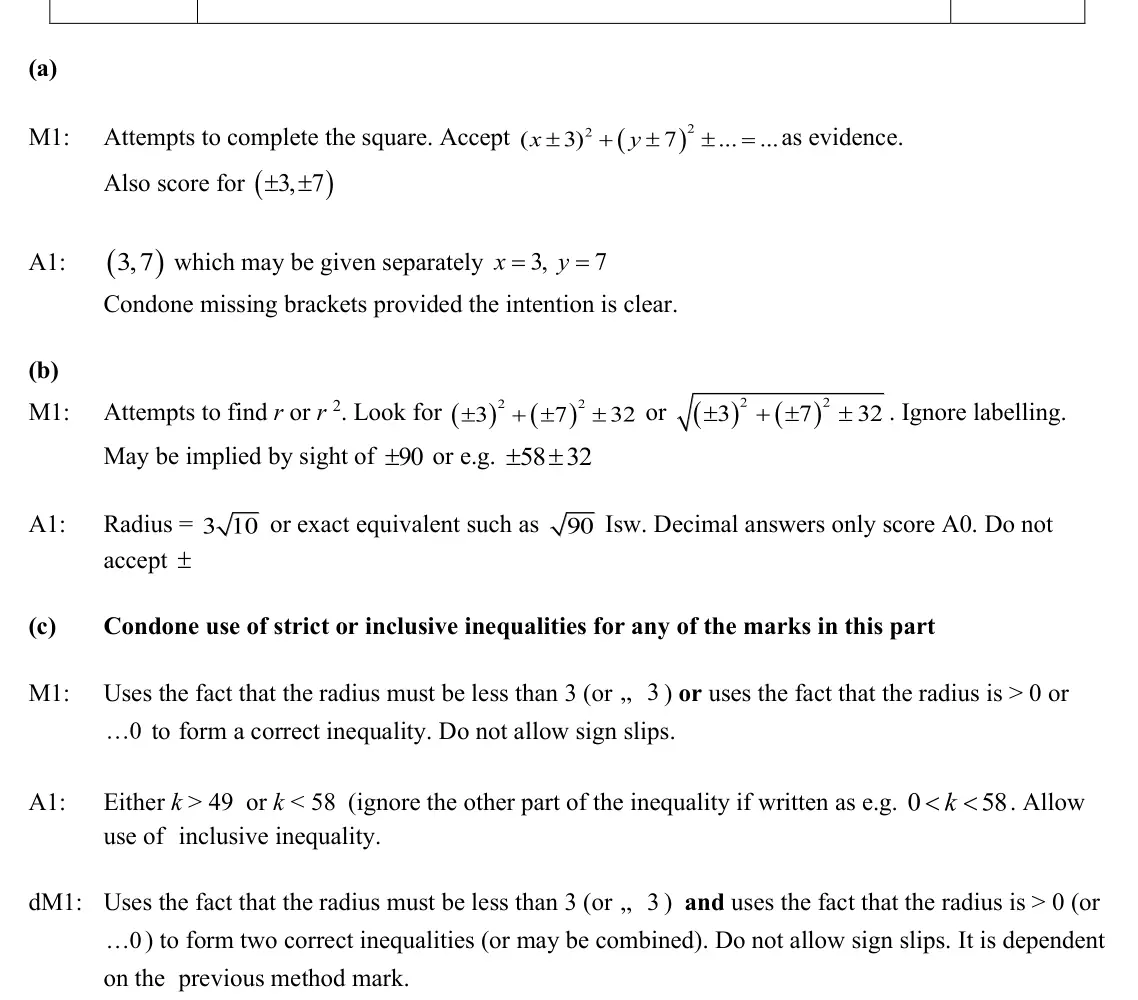 (a)
M1: Attempts to complete the square. Accept (x ± 3)² + (y ± 7)² ± ... = ... as evidence.
Also score for (±3, ±7)
A1: (3, 7) which may be given separately x = 3, y = 7
Condone missing brackets provided the intention is clear.
(b)
M1: Attempts to find r or r ². Look for (±3)² + (±7)² ± 32 or √((±3)² + (±7)² ± 32) . Ignore labelling.
May be implied by sight of ±90 or e.g. ±58 ± 32
A1: Radius = 3√10 or exact equivalent such as √90 Isw. Decimal answers only score A0. Do not
accept ±
(c) Condone use of strict or inclusive inequalities for any of the marks in this part
M1: Uses the fact that the radius must be less than 3 (or ,, 3 ) or uses the fact that the radius is > 0 or
…0 to form a correct inequality. Do not allow sign slips.
A1: Either k > 49 or k < 58 (ignore the other part of the inequality if written as e.g. 0 < k < 58. Allow
use of inclusive inequality.
dM1: Uses the fact that the radius must be less than 3 (or ,, 3 ) and uses the fact that the radius is > 0 (or
…0 ) to form two correct inequalities (or may be combined). Do not allow sign slips. It is dependent
on the previous method mark.